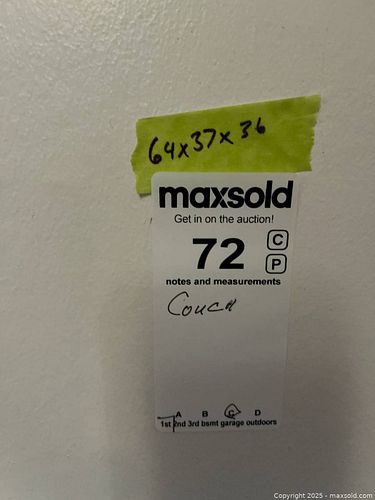 64x37x36
maxsold
Get in on the auction!
72
C
P
notes and measurements
Couch
A B C D
1st 2nd 3rd bsmt garage outdoors
Copyright 2025 - maxsold.com